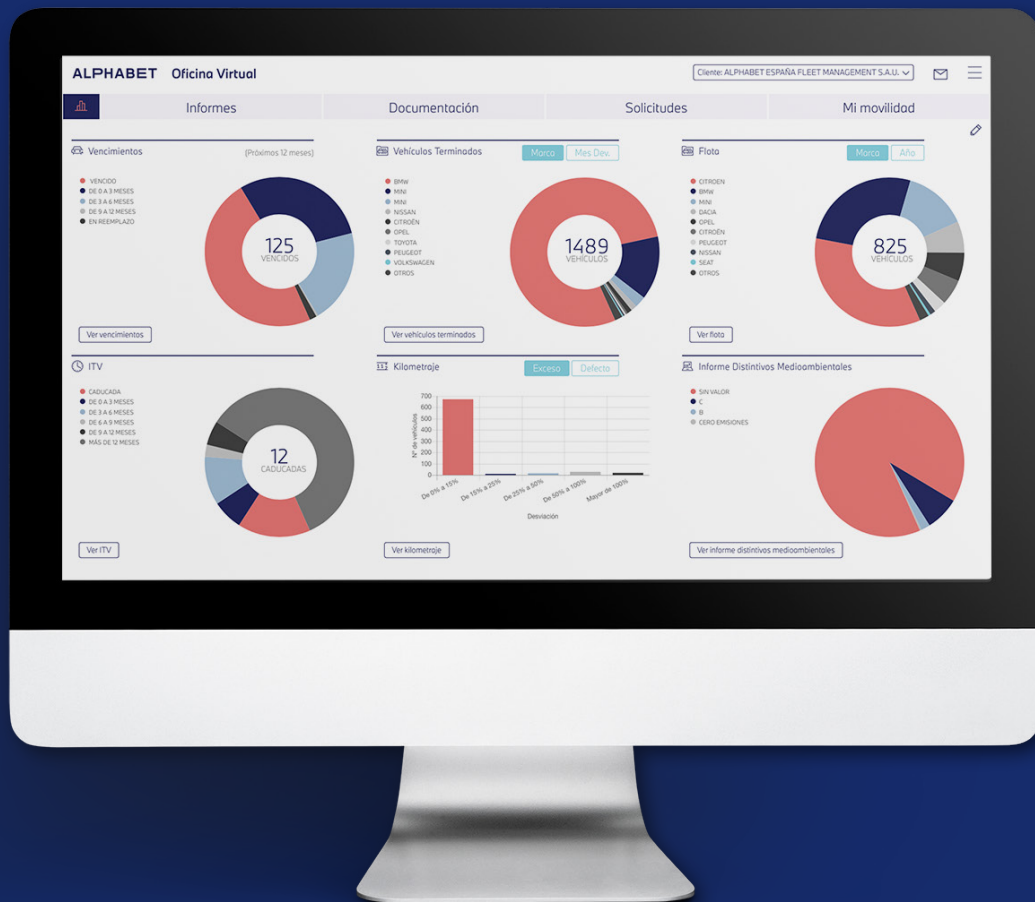 ALPHABET Oficina Virtual
Cliente: ALPHABET ESPAÑA FLEET MANAGEMENT S.A.U.
Informes
Documentación
Solicitudes
Mi movilidad
Vencimientos
(Próximos 12 meses)
VENCIDO
DE 0 A 3 MESES
DE 3 A 6 MESES
DE 9 A 12 MESES
EN REEMPLAZO
125
VENCIDOS
Ver vencimientos
Vehículos Terminados
Marca
Mes Dev.
BMW
MINI
MINI
NISSAN
CITROËN
OPEL
TOYOTA
PEUGEOT
VOLKSWAGEN
OTROS
1489
VEHÍCULOS
Ver vehículos terminados
Flota
Marca
Año
CITROEN
BMW
MINI
DACIA
OPEL
CITROËN
PEUGEOT
NISSAN
SEAT
OTROS
825
VEHÍCULOS
Ver flota
ITV
CADUCADA
DE 0 A 3 MESES
DE 3 A 6 MESES
DE 6 A 9 MESES
DE 9 A 12 MESES
MÁS DE 12 MESES
12
CADUCADAS
Ver ITV
Kilometraje
Exceso
Defecto
Nº de vehículos
700
600
500
400
300
200
100
0
De 0% a 15%
De 15% a 25%
De 25% a 50%
De 50% a 100%
Mayor de 100%
Desviación
Ver kilometraje
Informe Distintivos Medioambientales
SIN VALOR
C
B
CERO EMISIONES
Ver informe distintivos medioambientales